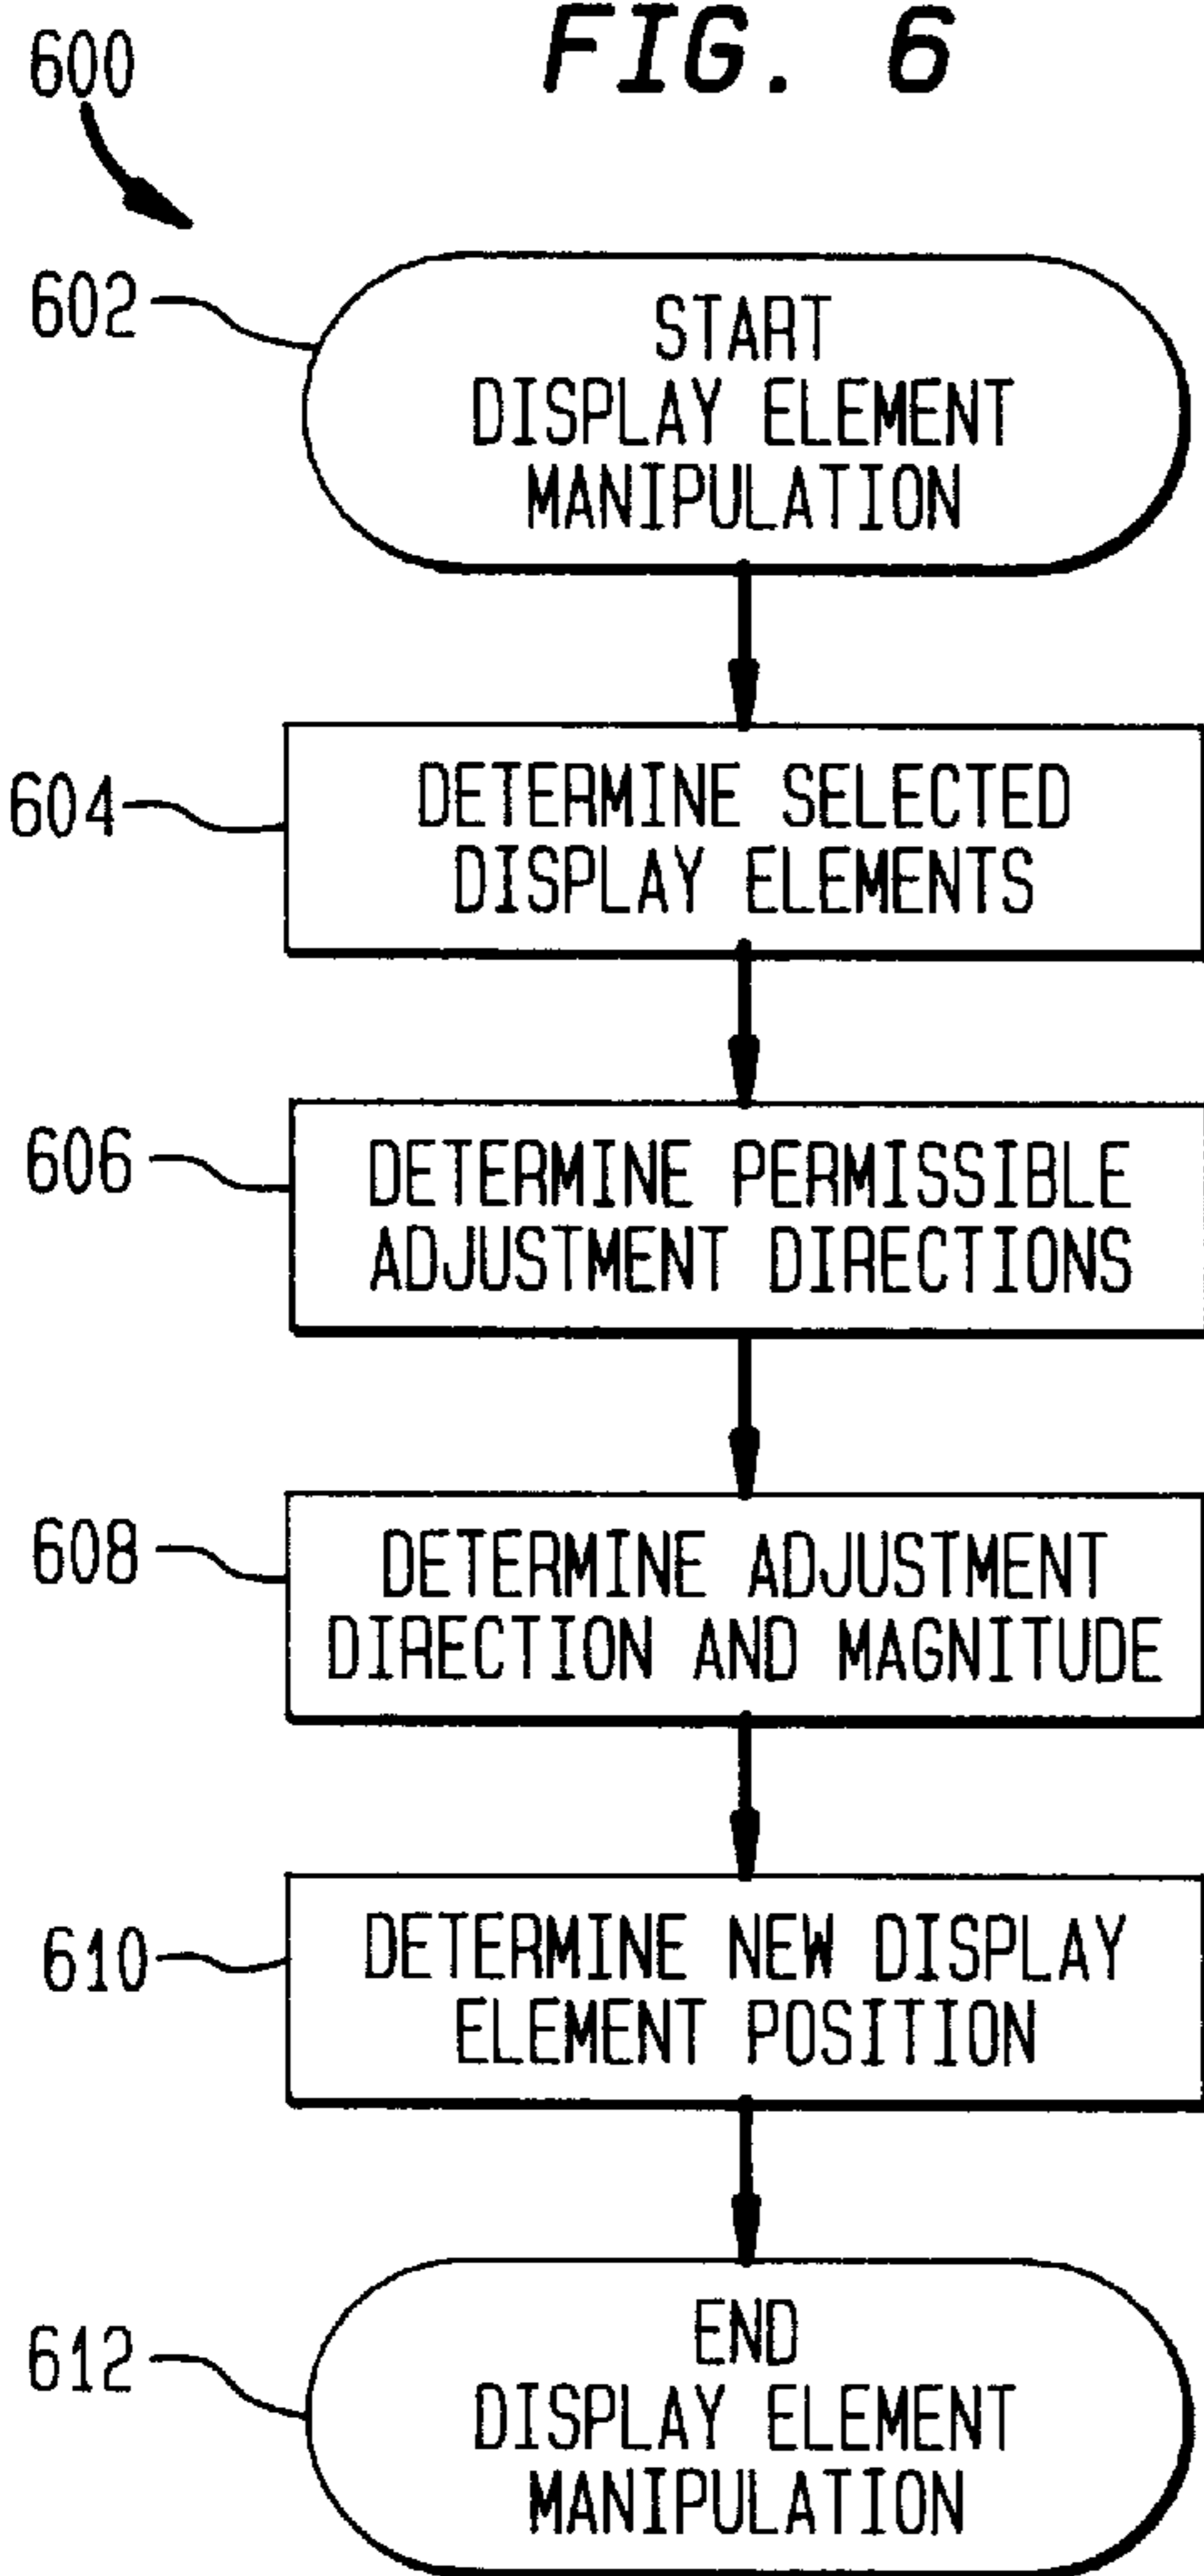 FIG. 6
600
602
START
DISPLAY ELEMENT
MANIPULATION
604
DETERMINE SELECTED
DISPLAY ELEMENTS
606
DETERMINE PERMISSIBLE
ADJUSTMENT DIRECTIONS
608
DETERMINE ADJUSTMENT
DIRECTION AND MAGNITUDE
610
DETERMINE NEW DISPLAY
ELEMENT POSITION
612
END
DISPLAY ELEMENT
MANIPULATION